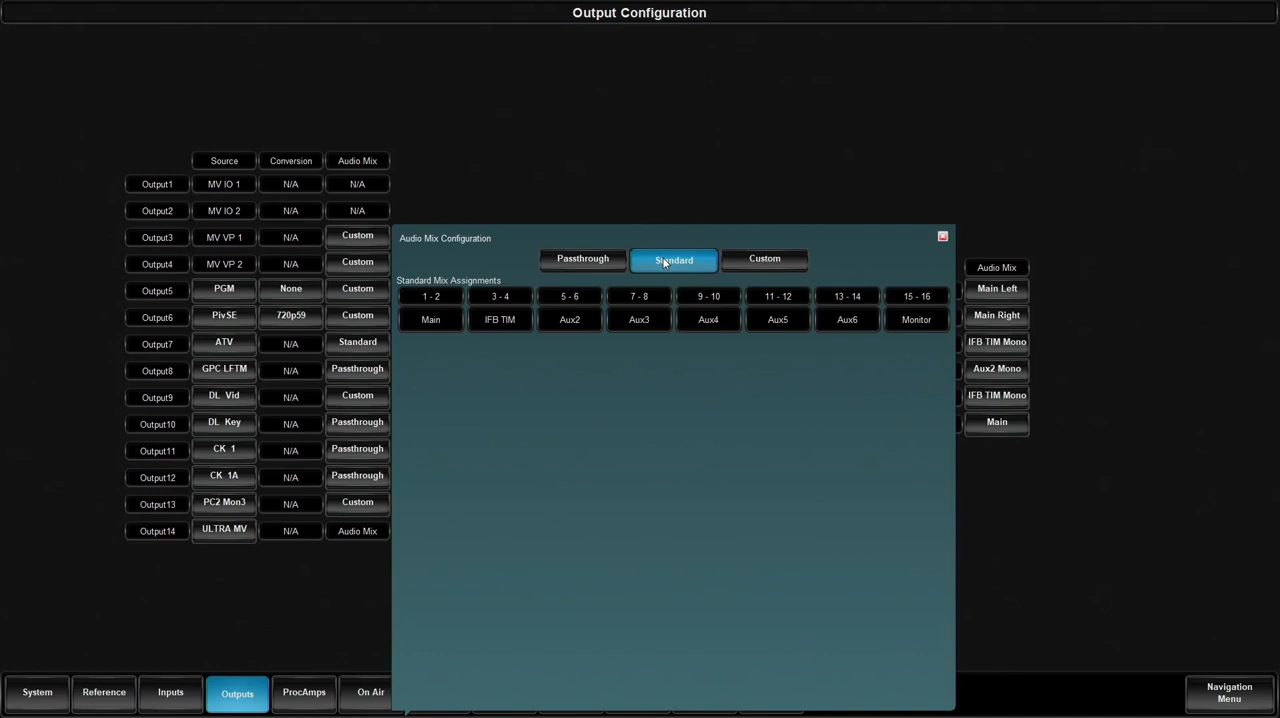 Output Configuration
Source Conversion Audio Mix
Output1 MV IO 1 N/A N/A
Output2 MV IO 2 N/A N/A
Output3 MV VP 1 N/A Custom
Output4 MV VP 2 N/A Custom
Output5 PGM None Custom
Output6 PivSE 720p59 Custom
Output7 ATV N/A Standard
Output8 GPC LFTM N/A Passthrough
Output9 DL Vid N/A Custom
Output10 DL Key N/A Passthrough
Output11 CK 1 N/A Passthrough
Output12 CK 1A N/A Passthrough
Output13 PC2 Mon3 N/A Custom
Output14 ULTRA MV N/A Audio Mix
Audio Mix Configuration
Passthrough Standard Custom
Standard Mix Assignments
1 - 2 3 - 4 5 - 6 7 - 8 9 - 10 11 - 12 13 - 14 15 - 16
Main IFB TIM Aux2 Aux3 Aux4 Aux5 Aux6 Monitor
Audio Mix
Main Left
Main Right
IFB TIM Mono
Aux2 Mono
IFB TIM Mono
Main
System Reference Inputs Outputs ProcAmps On Air
Navigation
Menu